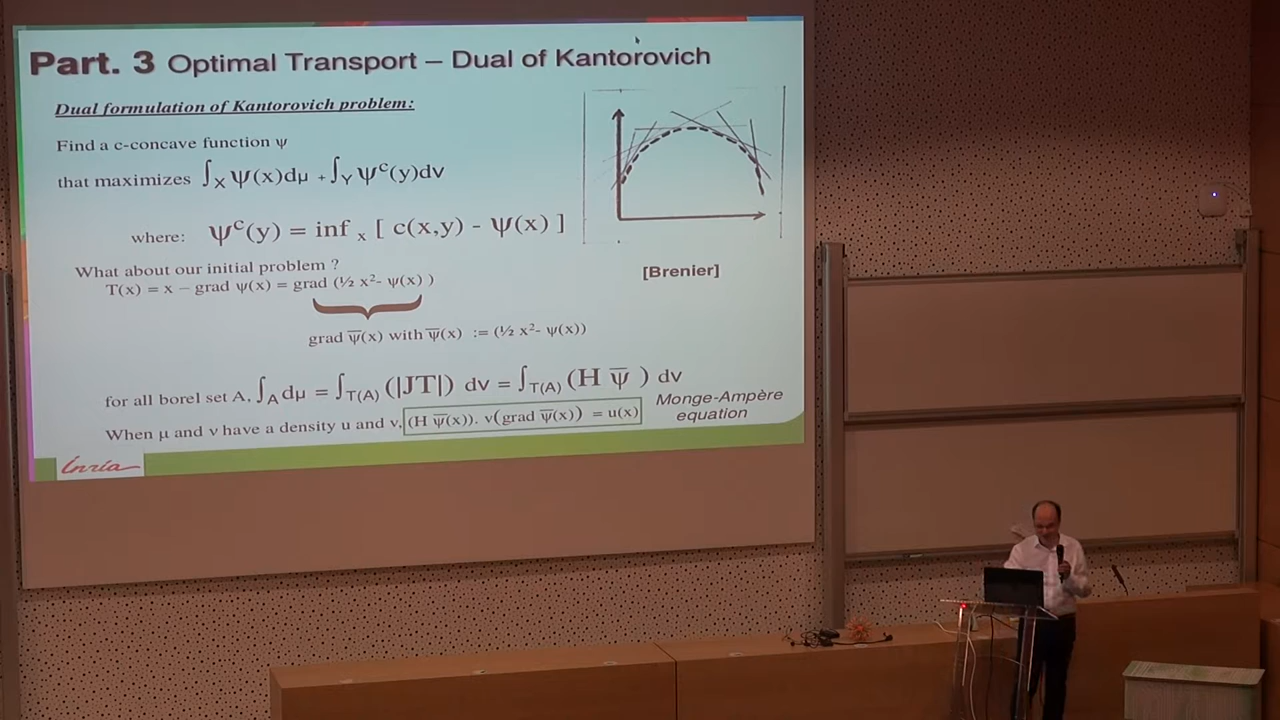 Part. 3 Optimal Transport – Dual of Kantorovich
Dual formulation of Kantorovich problem:
Find a c-concave function ψ
that maximizes ∫X ψ(x)dμ + ∫Y ψᶜ(y)dν
where: ψᶜ(y) = inf x [ c(x,y) - ψ(x) ]
What about our initial problem ?
T(x) = x – grad ψ(x) = grad (½ x²- ψ(x) )
[Brenier]
grad ψ̅(x) with ψ̅(x) := (½ x²- ψ(x))
for all borel set A, ∫A dμ = ∫T(A) (|JT|) dν = ∫T(A) (H ψ̅ ) dν
When μ and ν have a density u and v, (H ψ̅(x)). v(grad ψ̅(x)) = u(x)
Monge-Ampère
equation
Inria